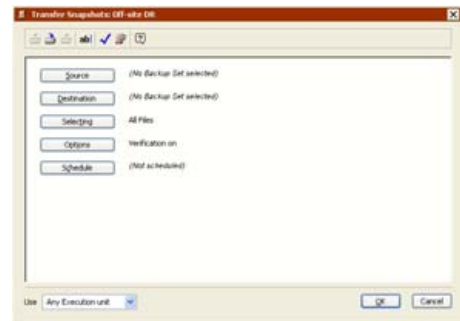 Transfer Snapshots: Off-site DR
ab|
Source (No Backup Set selected)
Destination (No Backup Set selected)
Selecting All Files
Options Verification on
Schedule (Not scheduled)
Use Any Execution unit OK Cancel